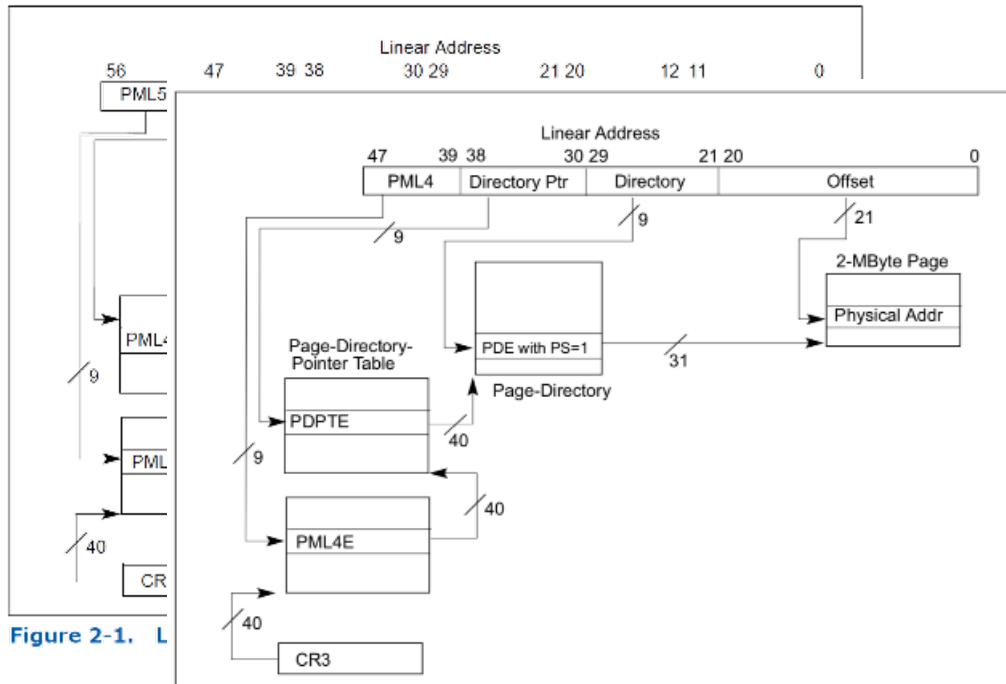 Linear Address
56 47 39 38 30 29 21 20 12 11 0
PML5
Linear Address
47 39 38 30 29 21 20 0
PML4 Directory Ptr Directory Offset
9 9 21
2-MByte Page
Physical Addr
PDE with PS=1
31
Page-Directory
Page-Directory-
Pointer Table
PDPTE
40
9
40
PML4E
40
CR3
PML4
9
PML
40
CR
Figure 2-1. L